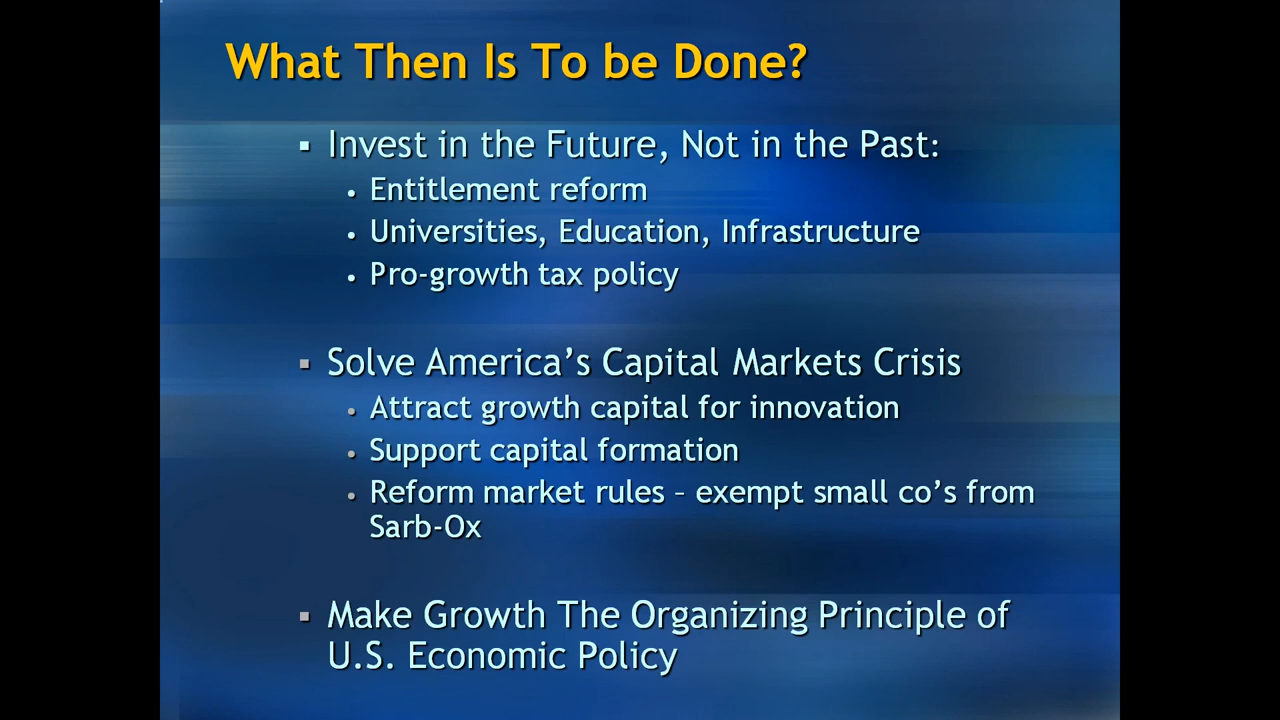 What Then Is To be Done?
▪ Invest in the Future, Not in the Past:
• Entitlement reform
• Universities, Education, Infrastructure
• Pro-growth tax policy
▪ Solve America’s Capital Markets Crisis
• Attract growth capital for innovation
• Support capital formation
• Reform market rules – exempt small co’s from
Sarb-Ox
▪ Make Growth The Organizing Principle of
U.S. Economic Policy